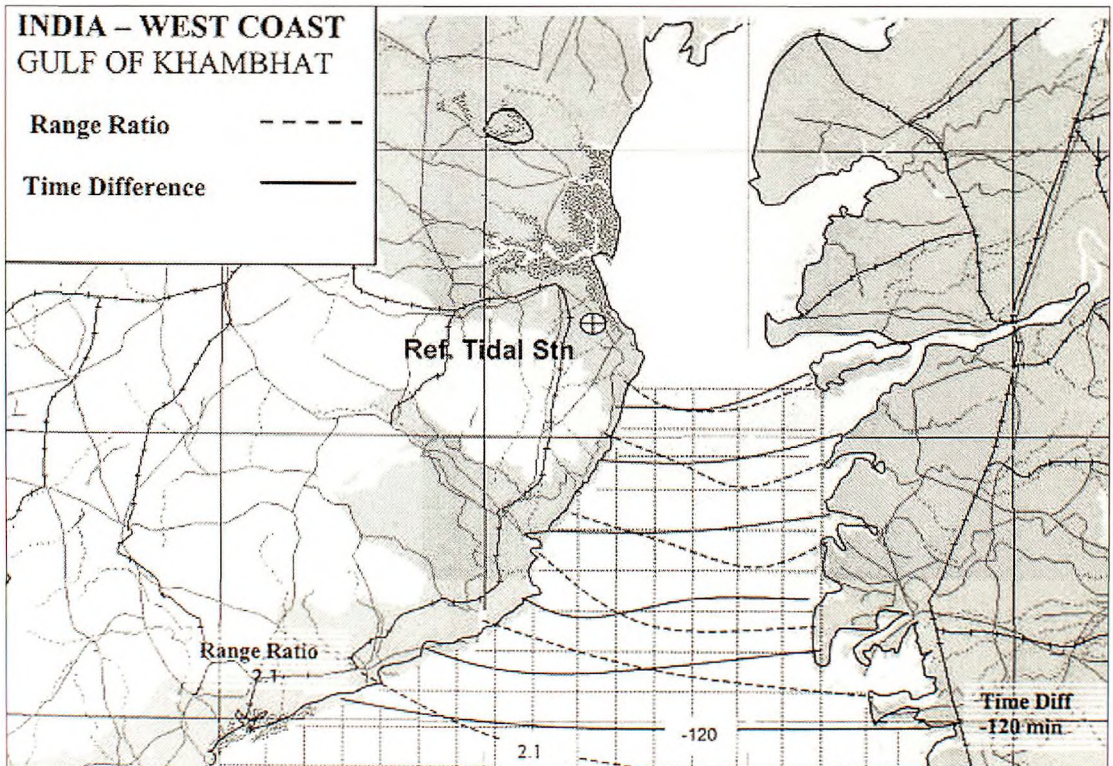 INDIA – WEST COAST
GULF OF KHAMBHAT
Range Ratio
Time Difference
Ref. Tidal Stn
Range Ratio
2.1
Time Diff
-120 min
-120
2.1